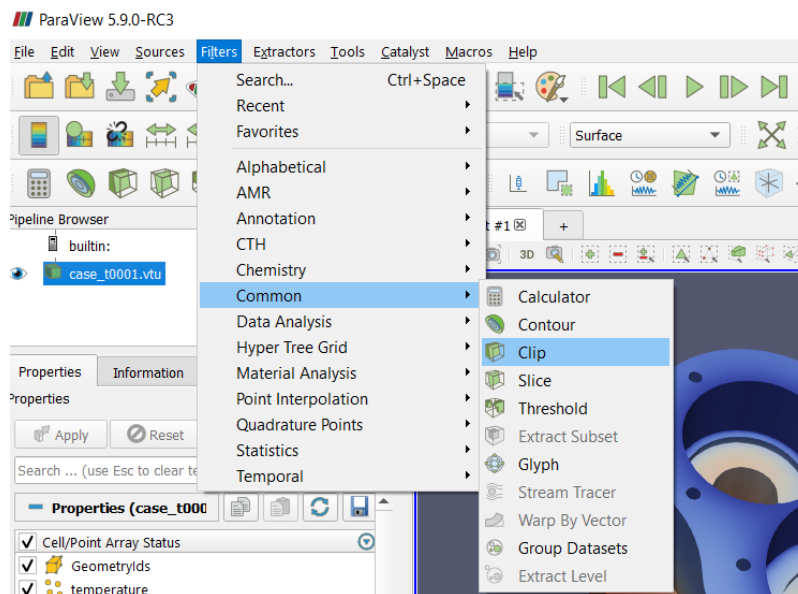 ParaView 5.9.0-RC3
File Edit View Sources Filters Extractors Tools Catalyst Macros Help
Search... Ctrl+Space
Recent
Favorites
Surface
Alphabetical
AMR
Annotation
CTH
Chemistry
Common
Data Analysis
Hyper Tree Grid
Material Analysis
Point Interpolation
Quadrature Points
Statistics
Temporal
Pipeline Browser
builtin:
case_t0001.vtu
#1
+
3D
Calculator
Contour
Clip
Slice
Threshold
Extract Subset
Glyph
Stream Tracer
Warp By Vector
Group Datasets
Extract Level
Properties Information
Properties
Apply Reset
Search ... (use Esc to clear te
Properties (case_t000
Cell/Point Array Status
GeometryIds
temperature